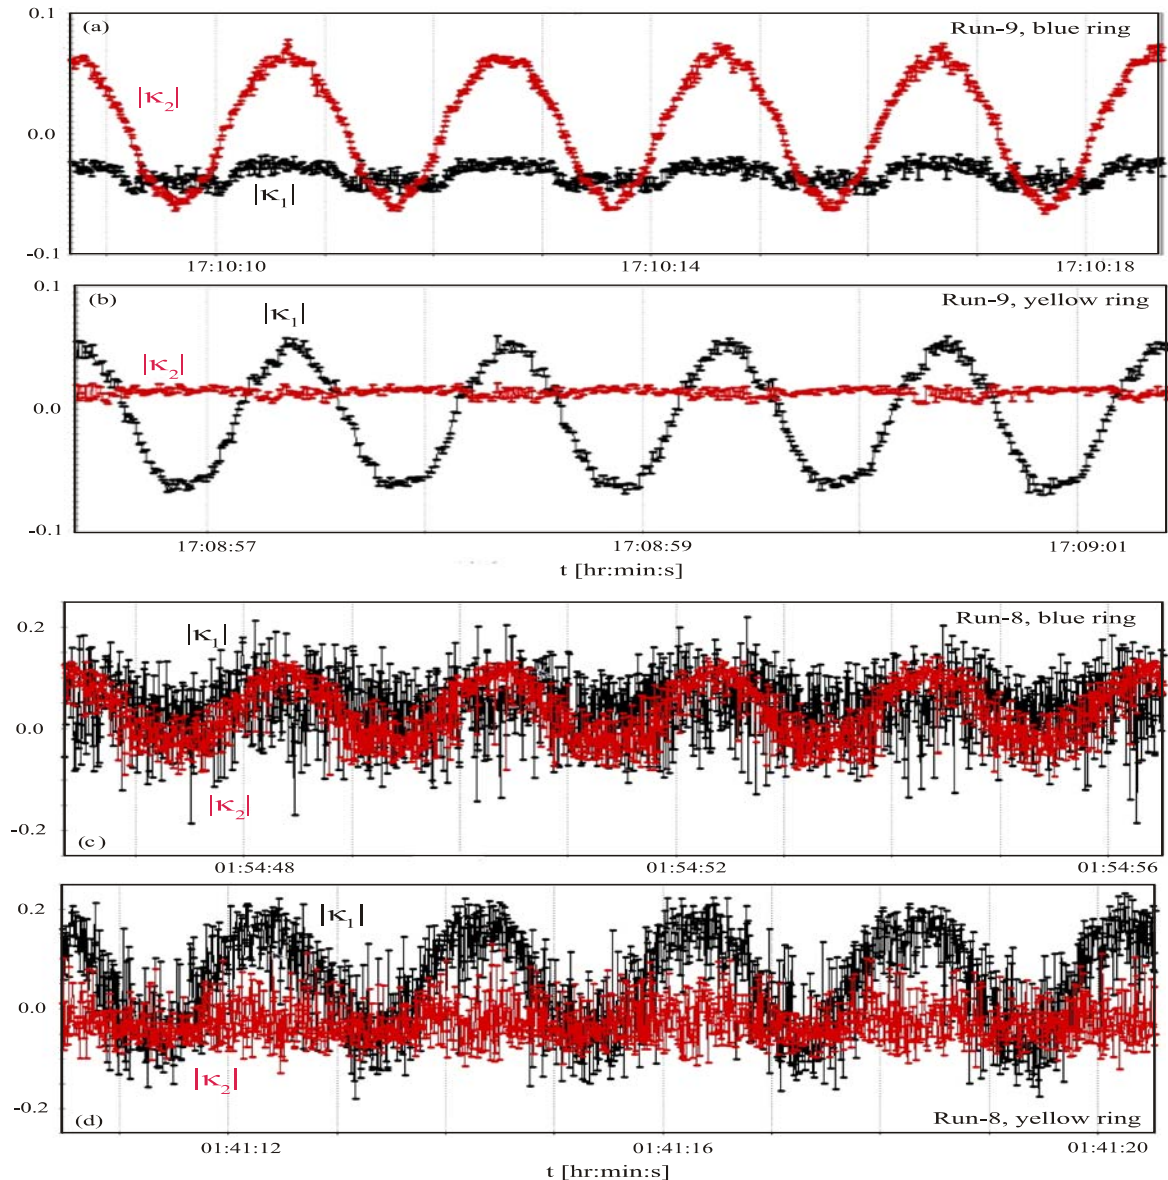 0.1
(a)
Run-9, blue ring
|κ₂|
0.0
|κ₁|
-0.1
17:10:10
17:10:14
17:10:18
0.1
(b)
|κ₁|
Run-9, yellow ring
|κ₂|
0.0
-0.1
17:08:57
17:08:59
17:09:01
t [hr:min:s]
0.2
|κ₁|
Run-8, blue ring
0.0
|κ₂|
-0.2
(c)
01:54:48
01:54:52
01:54:56
0.2
|κ₁|
0.0
|κ₂|
-0.2
(d)
Run-8, yellow ring
01:41:12
01:41:16
01:41:20
t [hr:min:s]